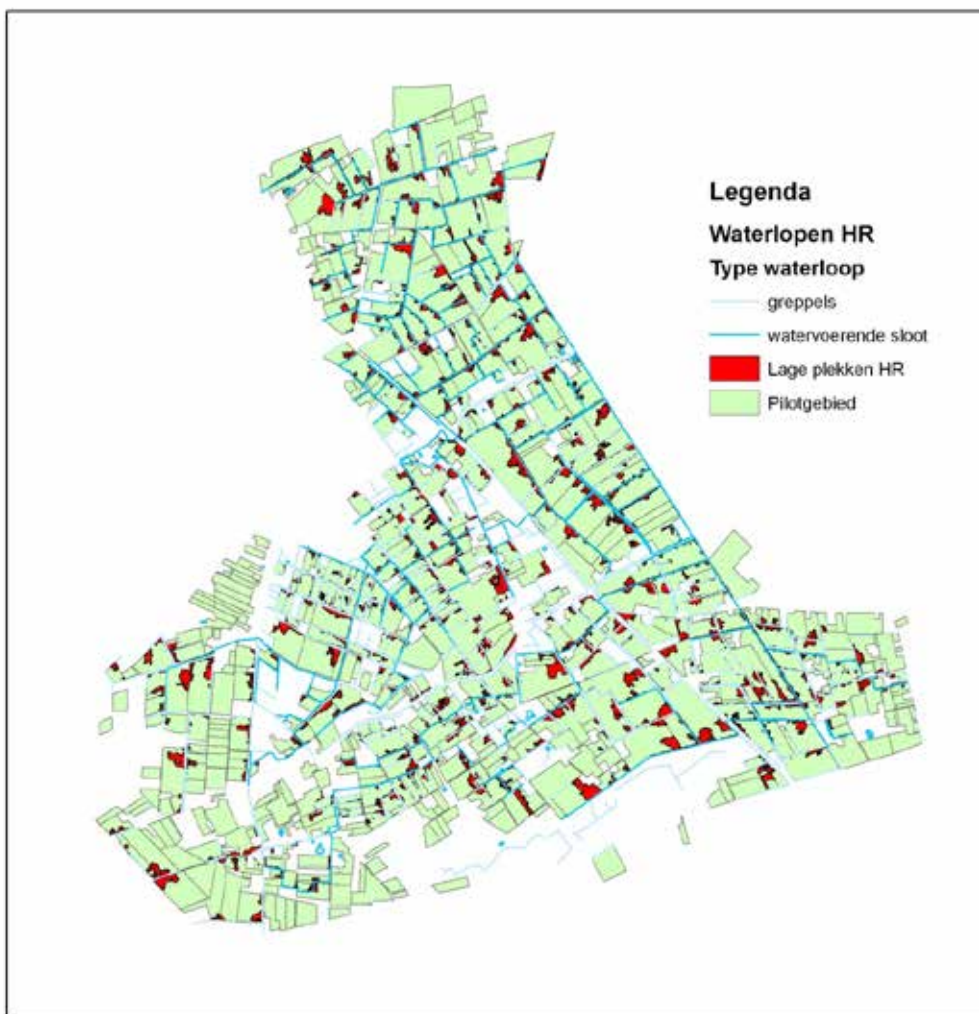 Legenda
Waterlopen HR
Type waterloop
greppels
watervoerende sloot
Lage plekken HR
Pilotgebied